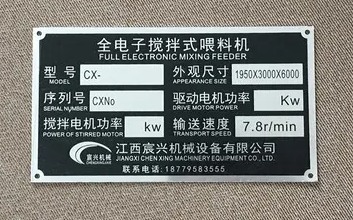 全电子搅拌式喂料机
FULL ELECTRONIC MIXING FEEDER
型号 CX- 外观尺寸 1950X3000X6000
MODEL APPEARANCE SIZE
序列号 CXNo 驱动电机功率 Kw
SERIAL NUMBER DRIVE MOTOR POWER
搅拌电机功率 kw 输送速度 7.8r/min
POWER OF STIRRED MOTOR TRANSPORT SPEED
宸兴机械 江西宸兴机械设备有限公司
CHENXINGJIXIE JIANGXI CHEN XING MACHINERY EQUIPMENT CO., LTD.
联系电话: 18779583555